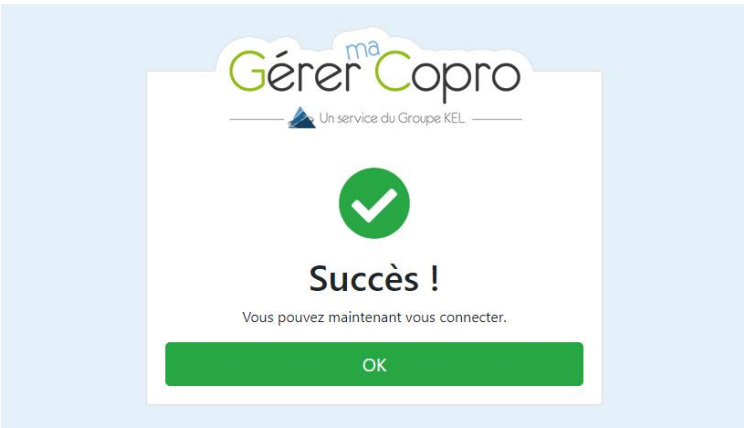 Gérer ma Copro
Un service du Groupe KEL
Succès !
Vous pouvez maintenant vous connecter.
OK